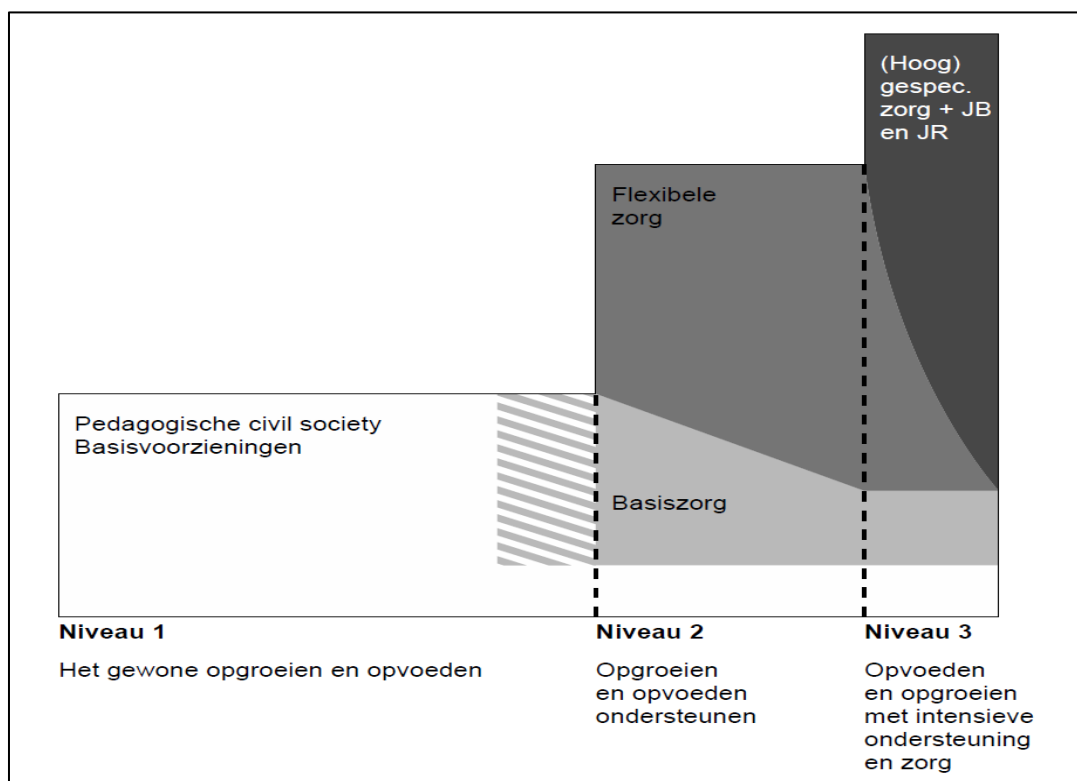 (Hoog)
gespec.
zorg + JB
en JR
Flexibele
zorg
Pedagogische civil society
Basisvoorzieningen
Basiszorg
Niveau 1
Het gewone opgroeien en opvoeden
Niveau 2
Opgroeien
en opvoeden
ondersteunen
Niveau 3
Opvoeden
en opgroeien
met intensieve
ondersteuning
en zorg